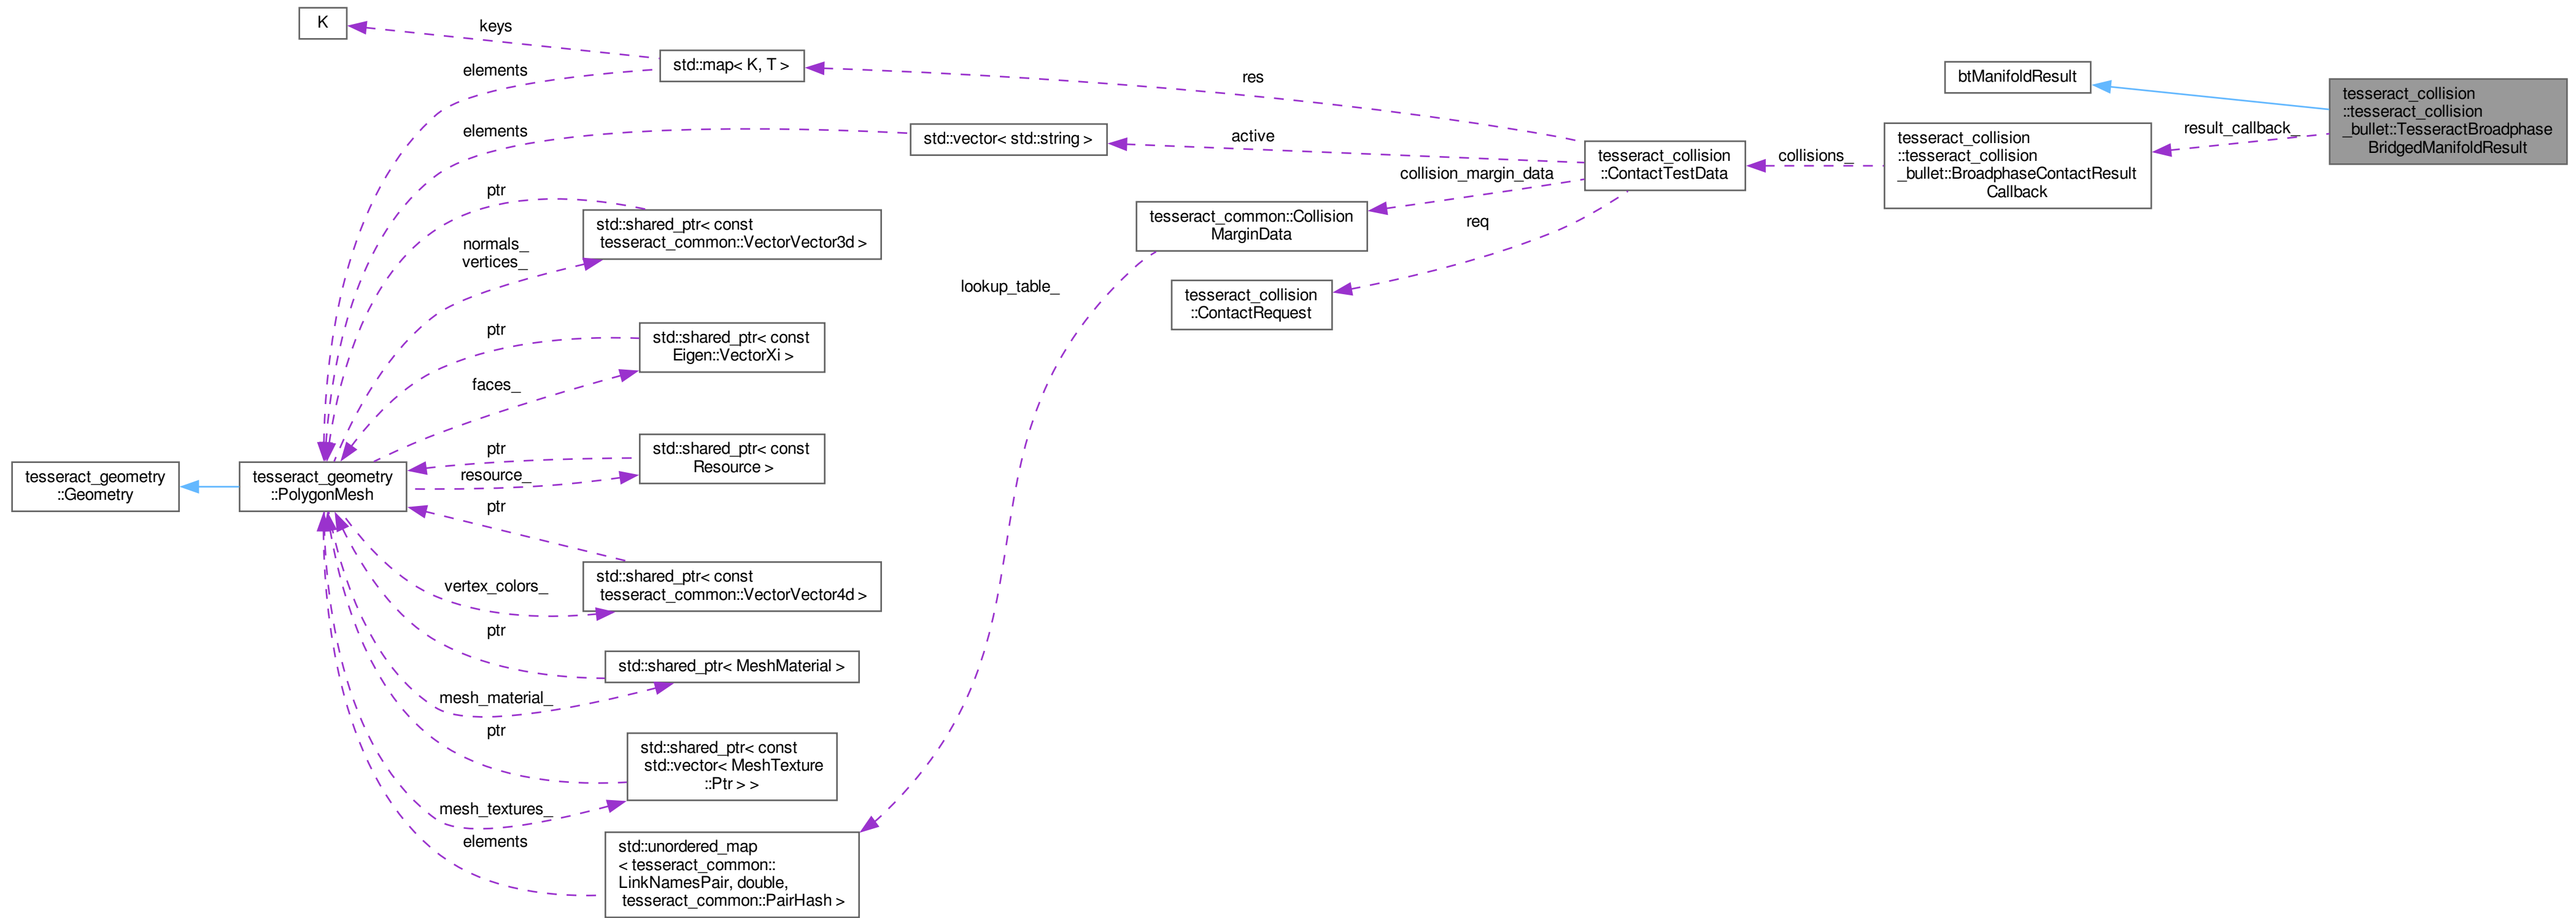 K
keys
std::map< K, T >
elements
res
btManifoldResult
tesseract_collision
::tesseract_collision
_bullet::TesseractBroadphase
BridgedManifoldResult
result_callback_
tesseract_collision
::tesseract_collision
_bullet::BroadphaseContactResult
Callback
collisions_
tesseract_collision
::ContactTestData
active
std::vector< std::string >
elements
collision_margin_data
tesseract_common::Collision
MarginData
req
tesseract_collision
::ContactRequest
lookup_table_
ptr
std::shared_ptr< const
tesseract_common::VectorVector3d >
normals_
vertices_
ptr
std::shared_ptr< const
Eigen::VectorXi >
faces_
ptr
std::shared_ptr< const
Resource >
resource_
tesseract_geometry
::Geometry
tesseract_geometry
::PolygonMesh
ptr
std::shared_ptr< const
tesseract_common::VectorVector4d >
vertex_colors_
ptr
std::shared_ptr< MeshMaterial >
mesh_material_
ptr
std::shared_ptr< const
std::vector< MeshTexture
::Ptr > >
mesh_textures_
elements
std::unordered_map
< tesseract_common::
LinkNamesPair, double,
tesseract_common::PairHash >